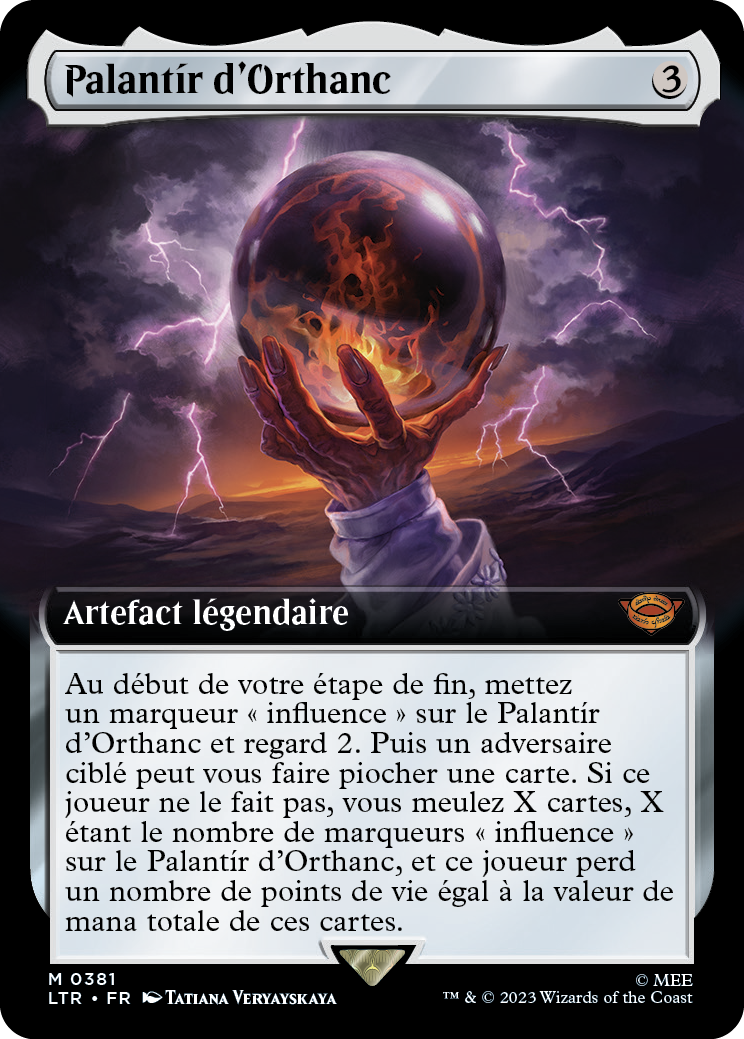 Palantír d'Orthanc
3
Artefact légendaire
Au début de votre étape de fin, mettez
un marqueur « influence » sur le Palantír
d'Orthanc et regard 2. Puis un adversaire
ciblé peut vous faire piocher une carte. Si ce
joueur ne le fait pas, vous meulez X cartes, X
étant le nombre de marqueurs « influence »
sur le Palantír d'Orthanc, et ce joueur perd
un nombre de points de vie égal à la valeur de
mana totale de ces cartes.
M 0381
© MEE
LTR • FR Tatiana Veryayskaya
™ & © 2023 Wizards of the Coast